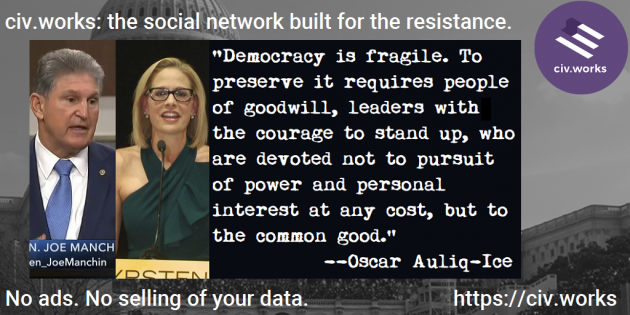 civ.works: the social network built for the resistance.
civ.works
"Democracy is fragile. To
preserve it requires people
of goodwill, leaders with
the courage to stand up, who
are devoted not to pursuit
of power and personal
interest at any cost, but to
the common good."
--Oscar Auliq-Ice
N. JOE MANCH
en_JoeManchin
YRSTEN
No ads. No selling of your data.
https://civ.works